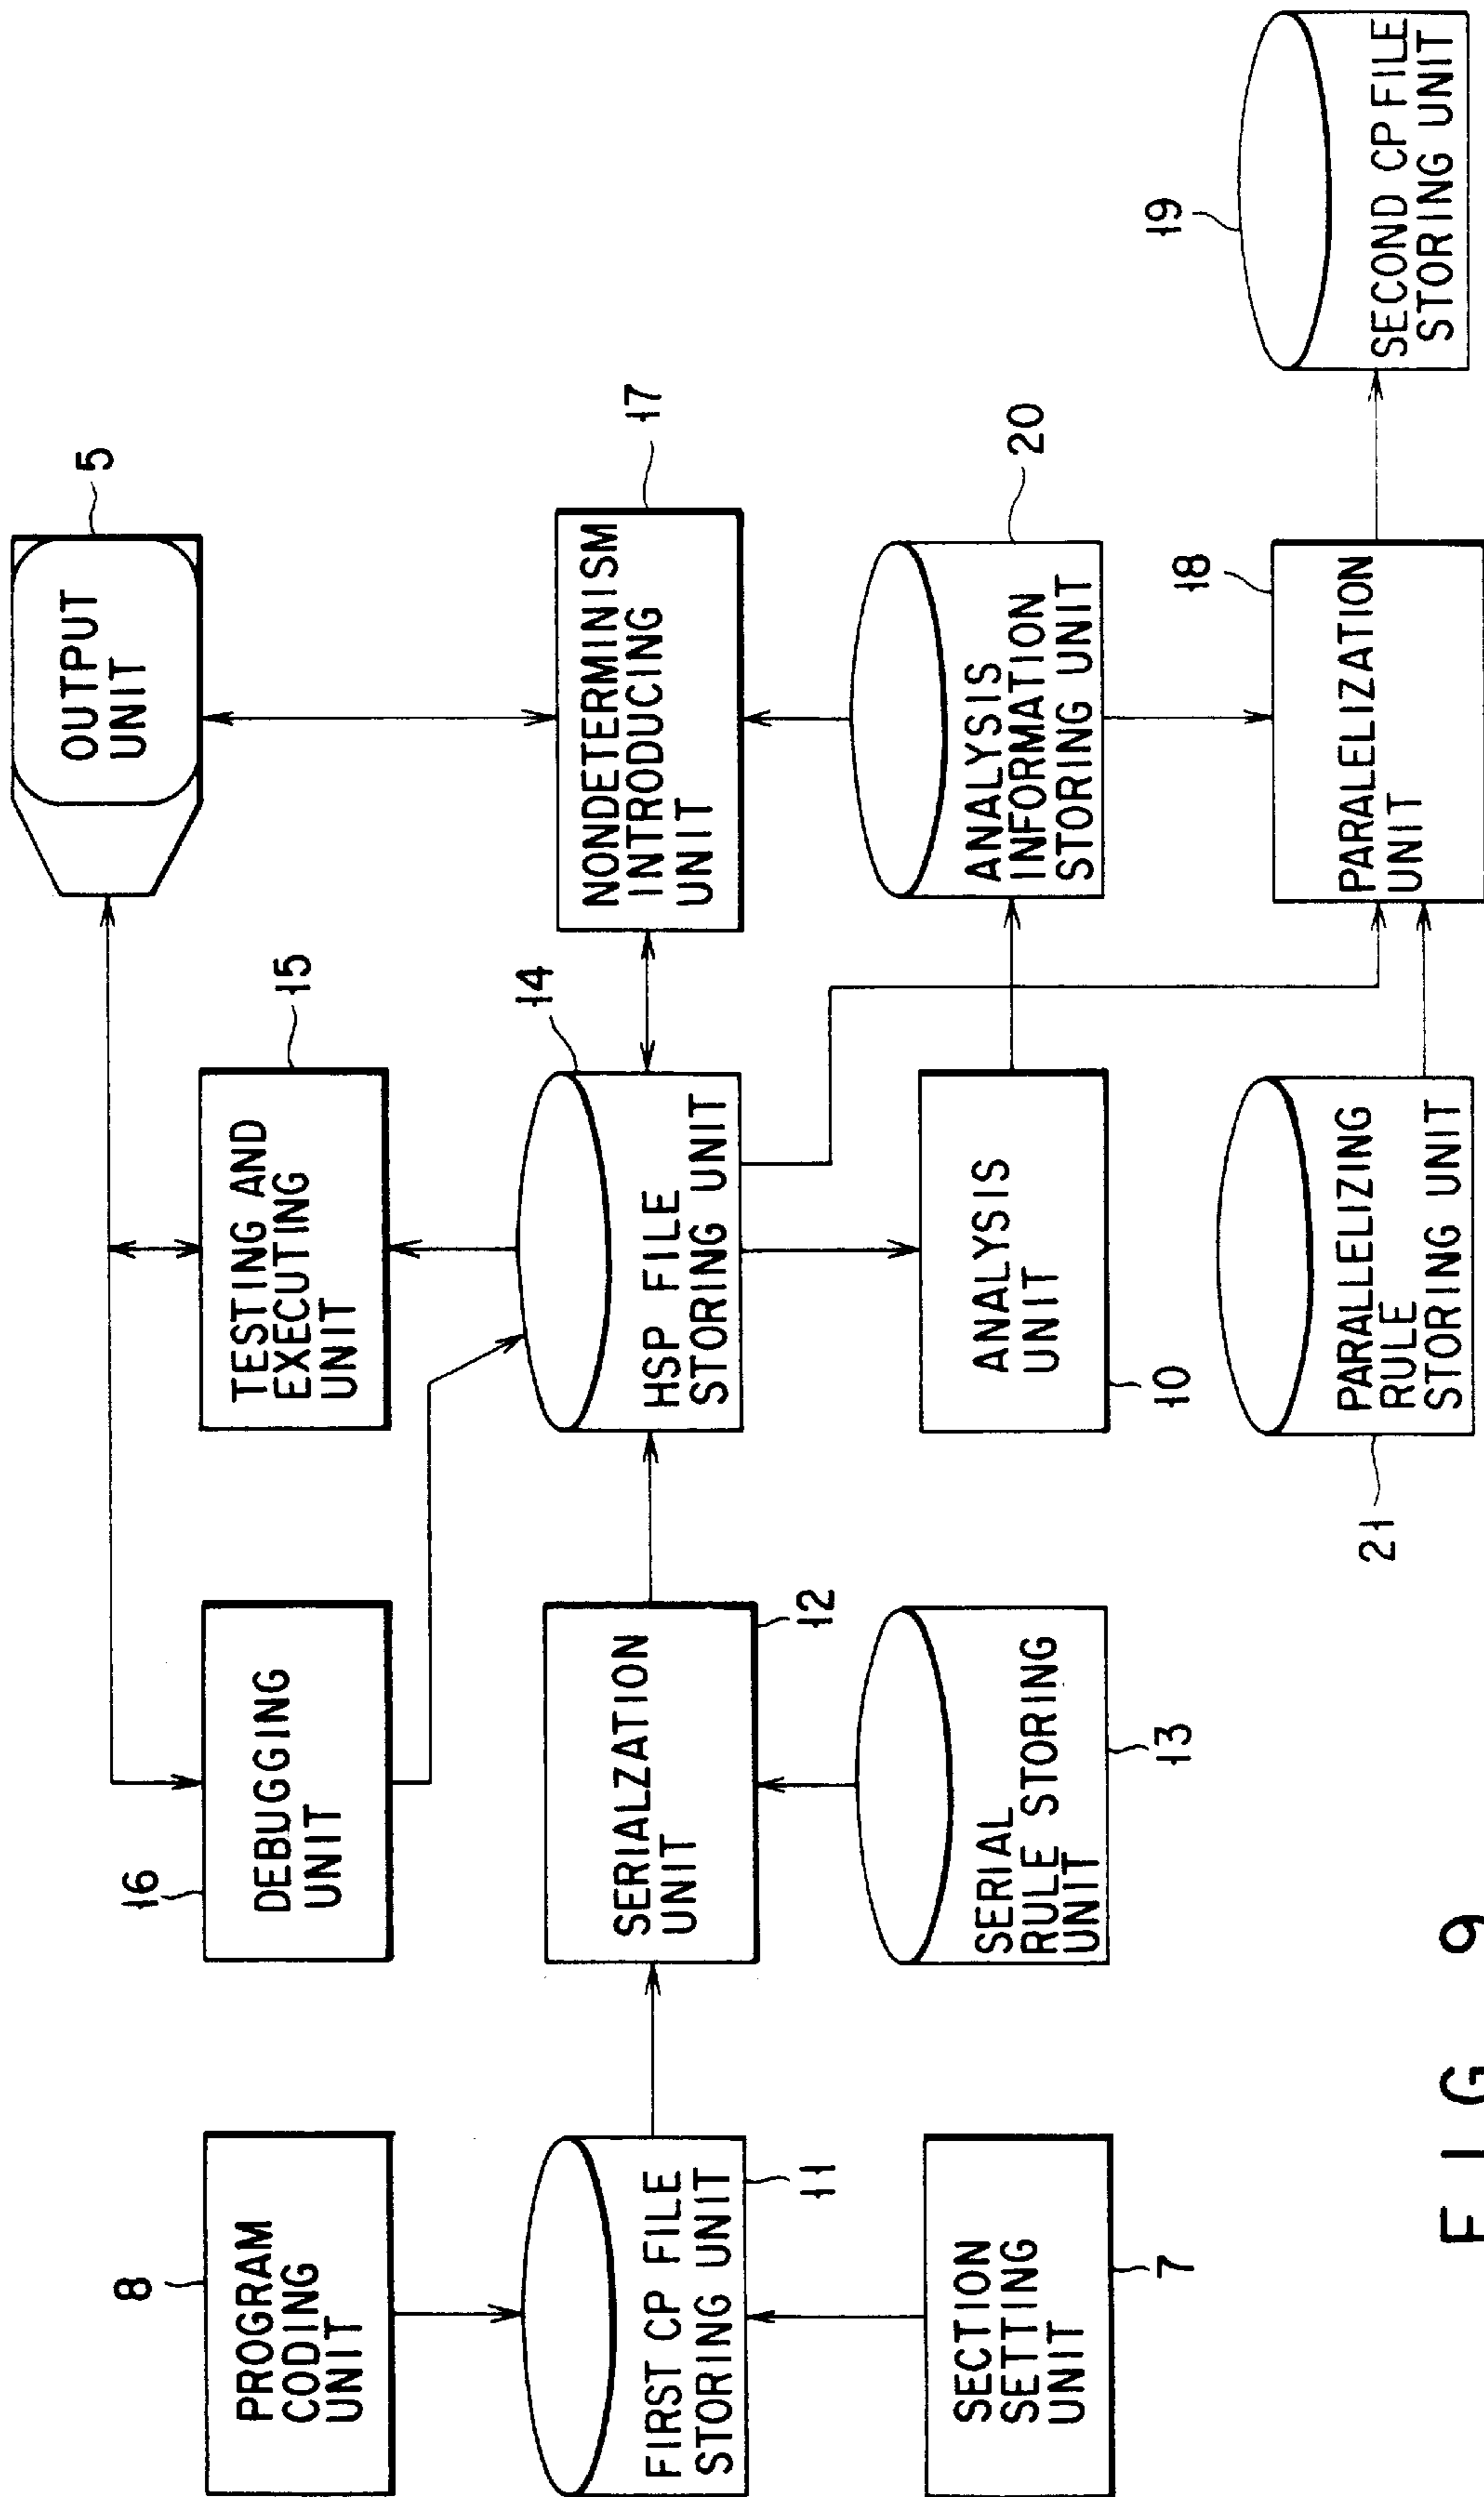 8
PROGRAM
CODING
UNIT
FIRST CP FILE
STORING UNIT
11
SECTION
SETTING
UNIT
7
16
DEBUGGING
UNIT
SERIALZATION
UNIT
12
SERIAL
RULE STORING
UNIT
13
TESTING AND
EXECUTING
UNIT
15
HSP FILE
STORING UNIT
14
ANALYSIS
UNIT
10
PARALLELIZING
RULE
STORING UNIT
21
OUTPUT
UNIT
5
NONDETERMINISM
INTRODUCING
UNIT
17
ANALYSIS
INFORMATION
STORING UNIT
20
PARALELIZATION
UNIT
18
SECOND CP FILE
STORING UNIT
19
FIG. 9